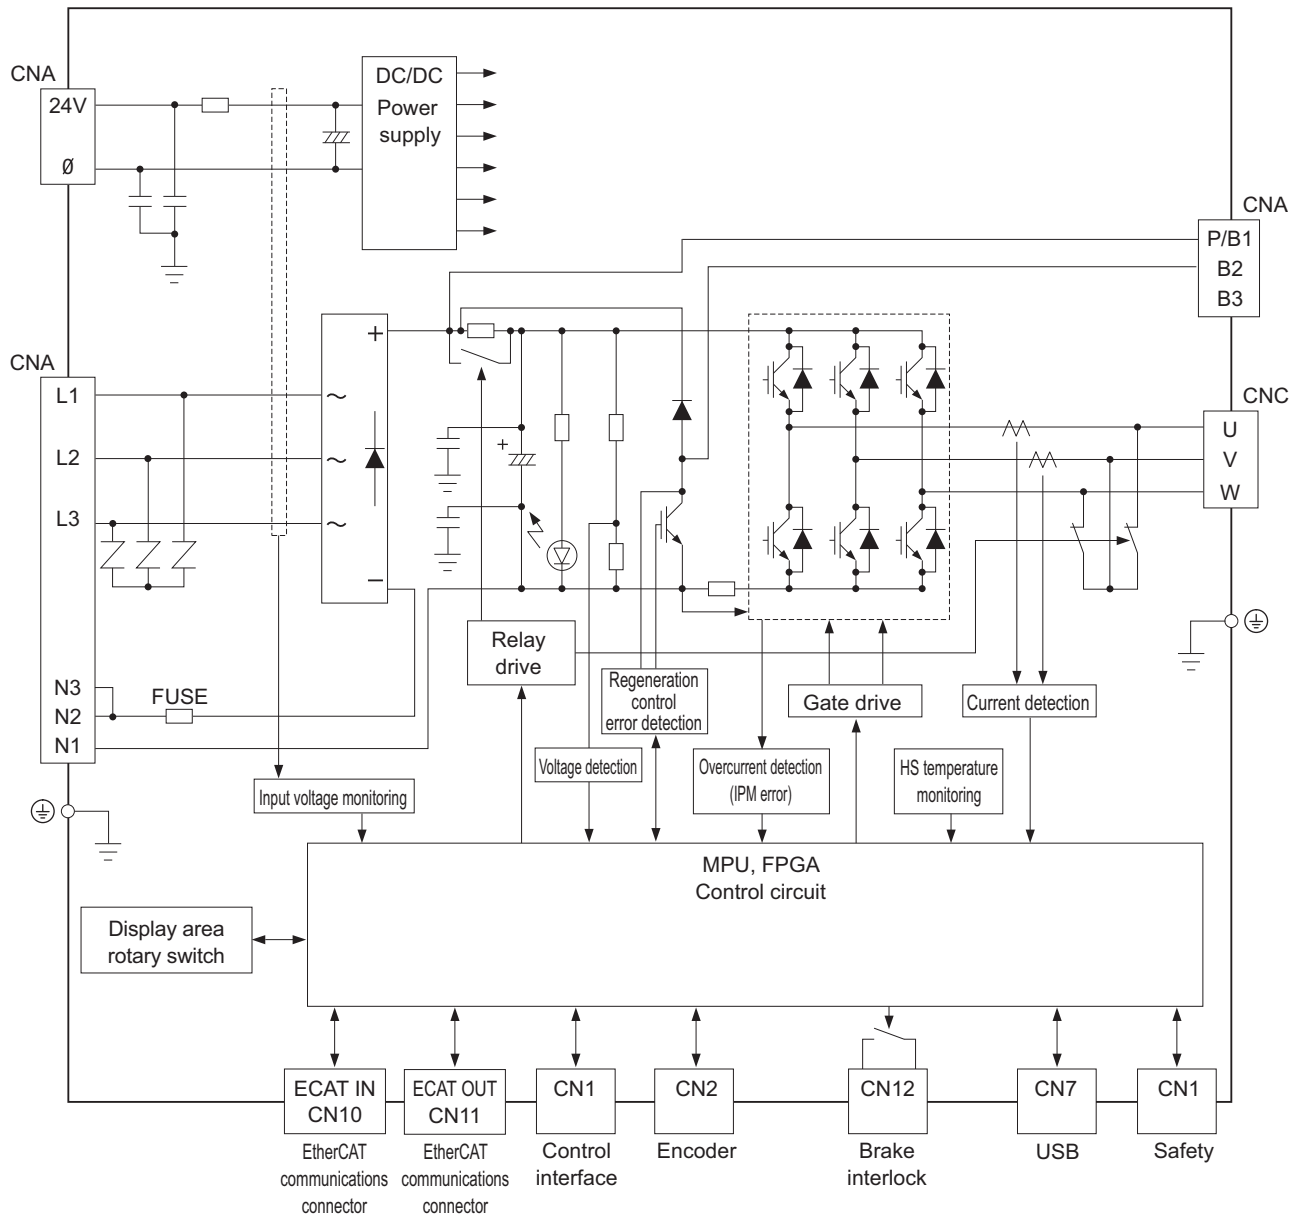 CNA
24V
Ø
DC/DC
Power
supply
CNA
P/B1
B2
B3
CNA
L1
L2
L3
N3
N2
N1
FUSE
+
−
+
CNC
U
V
W
Relay
drive
Regeneration
control
error detection
Gate drive
Current detection
Voltage detection
Overcurrent detection
(IPM error)
HS temperature
monitoring
Input voltage monitoring
MPU, FPGA
Control circuit
Display area
rotary switch
ECAT IN
CN10
ECAT OUT
CN11
CN1
CN2
CN12
CN7
CN1
EtherCAT
communications
connector
EtherCAT
communications
connector
Control
interface
Encoder
Brake
interlock
USB
Safety